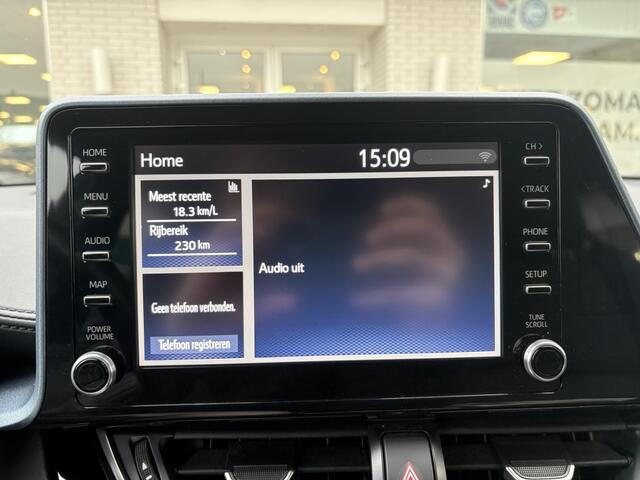 HOME
MENU
AUDIO
MAP
POWER
VOLUME
Home
15:09
Meest recente
18.3 km/L
Rijbereik
230 km
Geen telefoon verbonden.
Telefoon registreren
Audio uit
CH >
< TRACK
PHONE
SETUP
TUNE
SCROLL
BOVAG